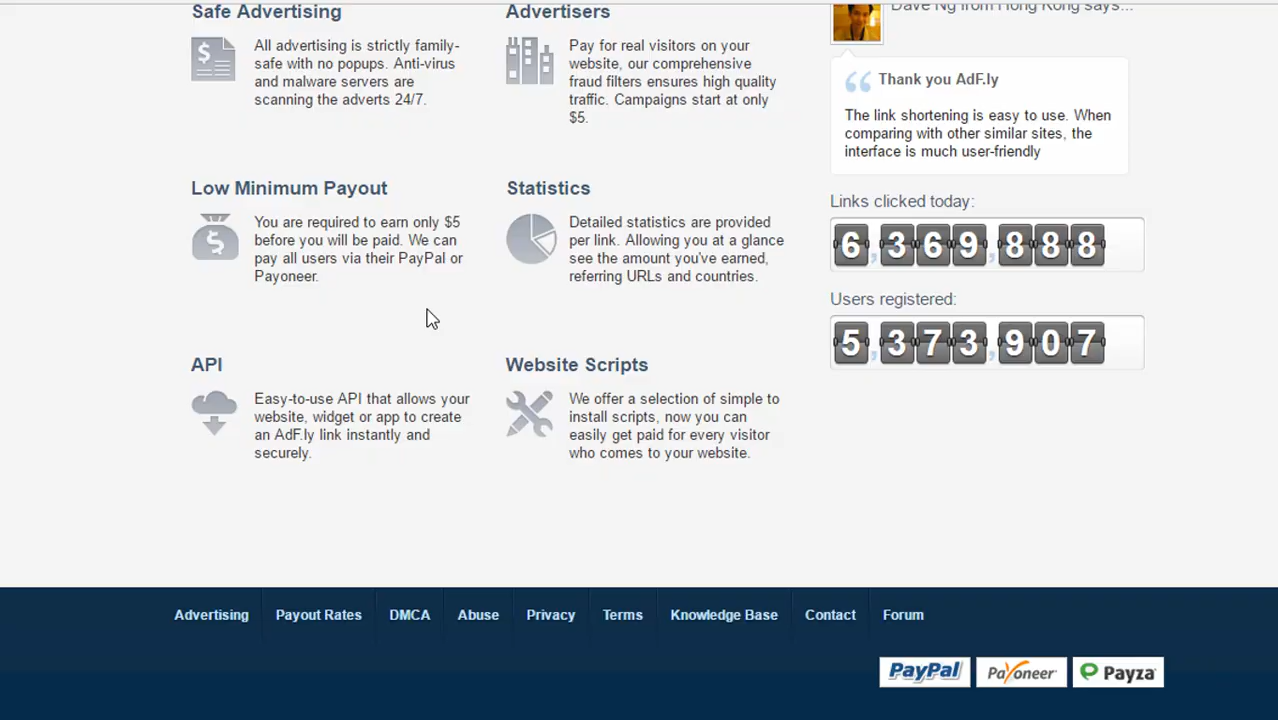 Safe Advertising
All advertising is strictly family-
safe with no popups. Anti-virus
and malware servers are
scanning the adverts 24/7.
Advertisers
Pay for real visitors on your
website, our comprehensive
fraud filters ensures high quality
traffic. Campaigns start at only
$5.
Low Minimum Payout
You are required to earn only $5
before you will be paid. We can
pay all users via their PayPal or
Payoneer.
Statistics
Detailed statistics are provided
per link. Allowing you at a glance
see the amount you've earned,
referring URLs and countries.
API
Easy-to-use API that allows your
website, widget or app to create
an AdF.ly link instantly and
securely.
Website Scripts
We offer a selection of simple to
install scripts, now you can
easily get paid for every visitor
who comes to your website.
Dave Ng from Hong Kong says...
Thank you AdF.ly
The link shortening is easy to use. When
comparing with other similar sites, the
interface is much user-friendly
Links clicked today:
6,369,888
Users registered:
5,373,907
Advertising Payout Rates DMCA Abuse Privacy Terms Knowledge Base Contact Forum
PayPal Payoneer Payza